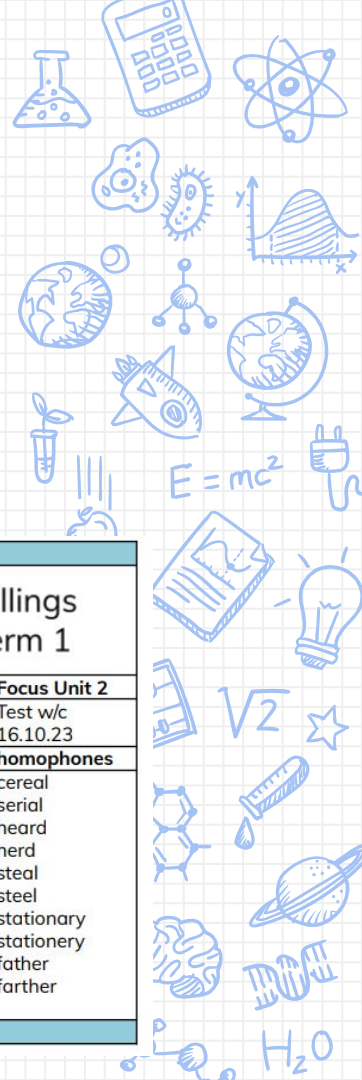 y
x
E = mc²
llings
erm 1
Focus Unit 2
Test w/c
16.10.23
homophones
cereal
serial
heard
herd
steal
steel
stationary
stationery
father
farther
√2
H₂O